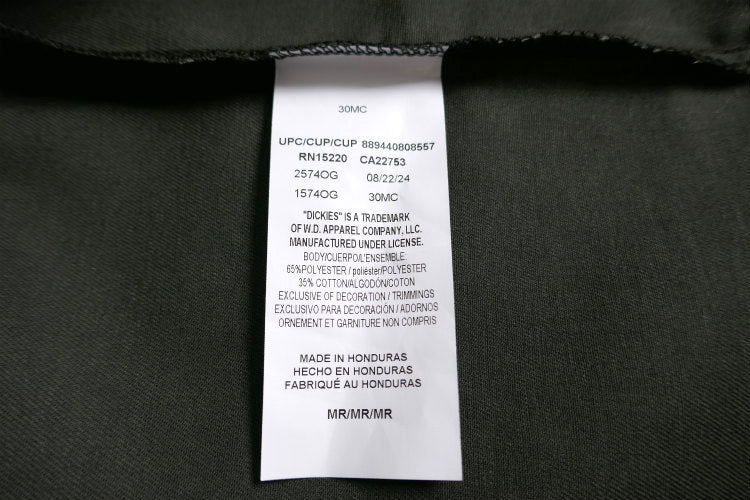 30MC
UPC/CUP/CUP 889440808557
RN15220 CA22753
2574OG 08/22/24
1574OG 30MC
"DICKIES" IS A TRADEMARK
OF W.D. APPAREL COMPANY, LLC.
MANUFACTURED UNDER LICENSE.
BODY/CUERPO/L'ENSEMBLE:
65%POLYESTER / poliéster/POLYESTER
35% COTTON/ALGODÓN/COTON
EXCLUSIVE OF DECORATION / TRIMMINGS
EXCLUSIVO PARA DECORACIÓN / ADORNOS
ORNEMENT ET GARNITURE NON COMPRIS
MADE IN HONDURAS
HECHO EN HONDURAS
FABRIQUÉ AU HONDURAS
MR/MR/MR